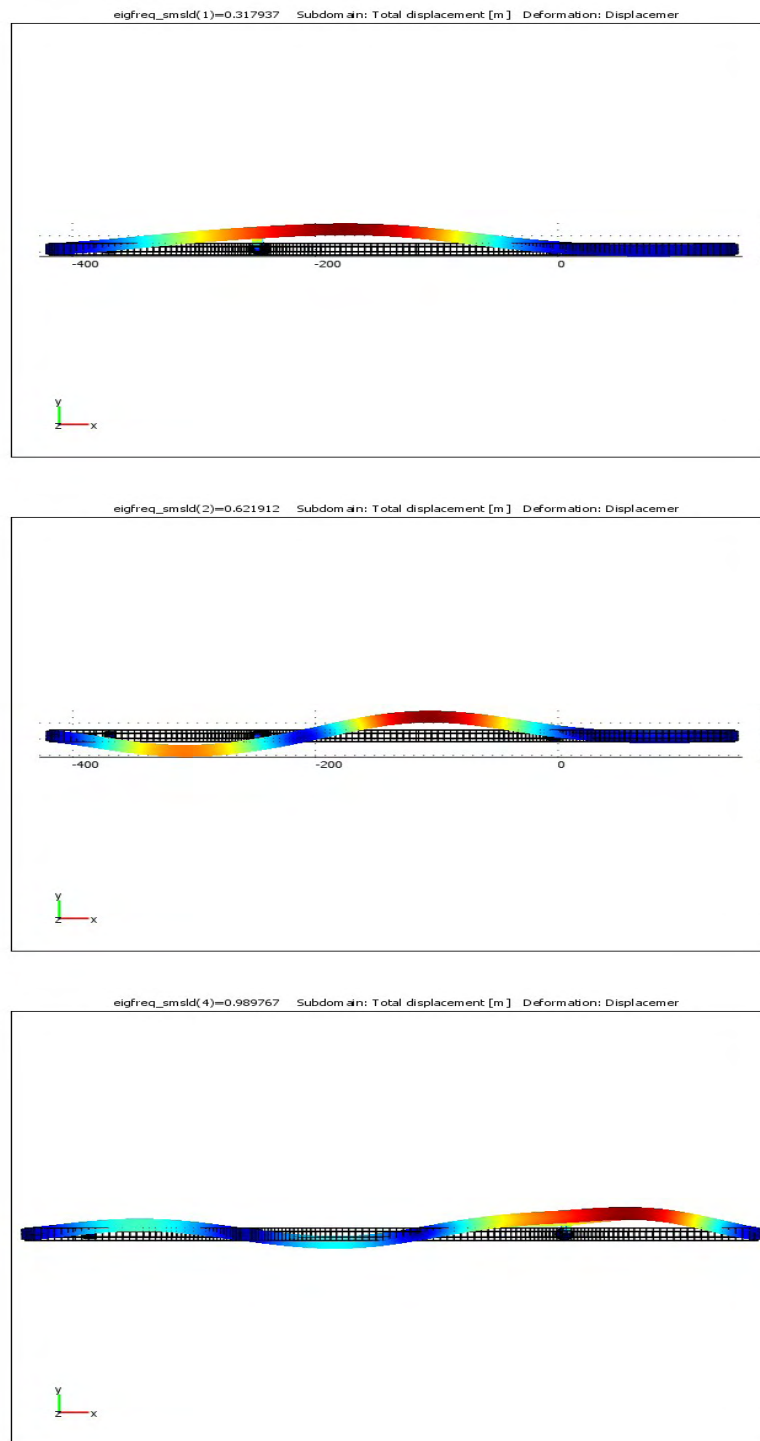 eigfreq_smsld(1)=0.317937 Subdomain: Total displacement [m] Deformation: Displacemer
-400 -200 0
y
z x
eigfreq_smsld(2)=0.621912 Subdomain: Total displacement [m] Deformation: Displacemer
-400 -200 0
y
z x
eigfreq_smsld(4)=0.989767 Subdomain: Total displacement [m] Deformation: Displacemer
y
z x